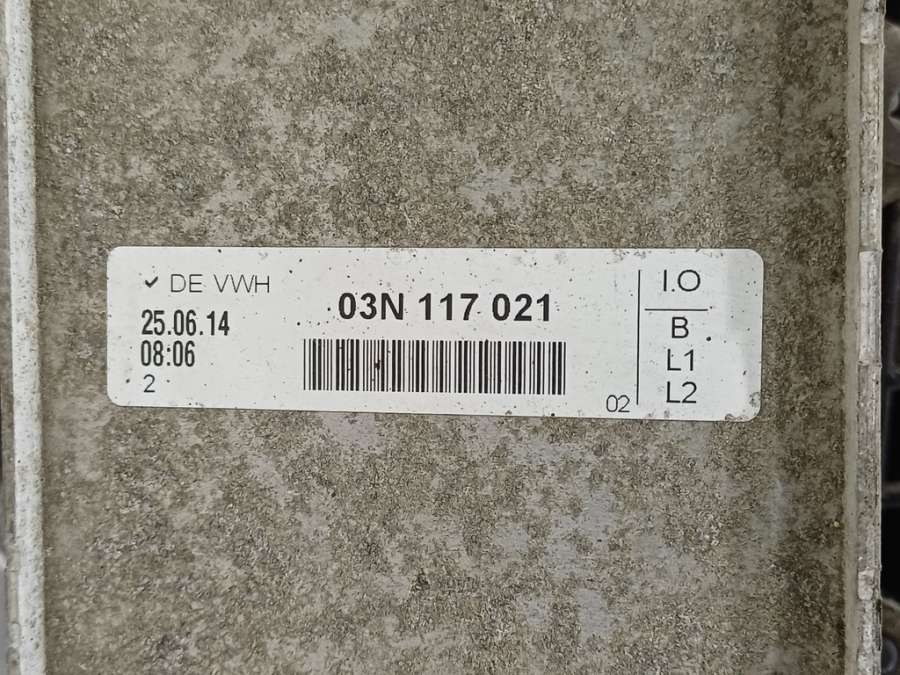 ✓ DE VWH
25.06.14
08:06
2
03N 117 021
02
I.O
B
L1
L2